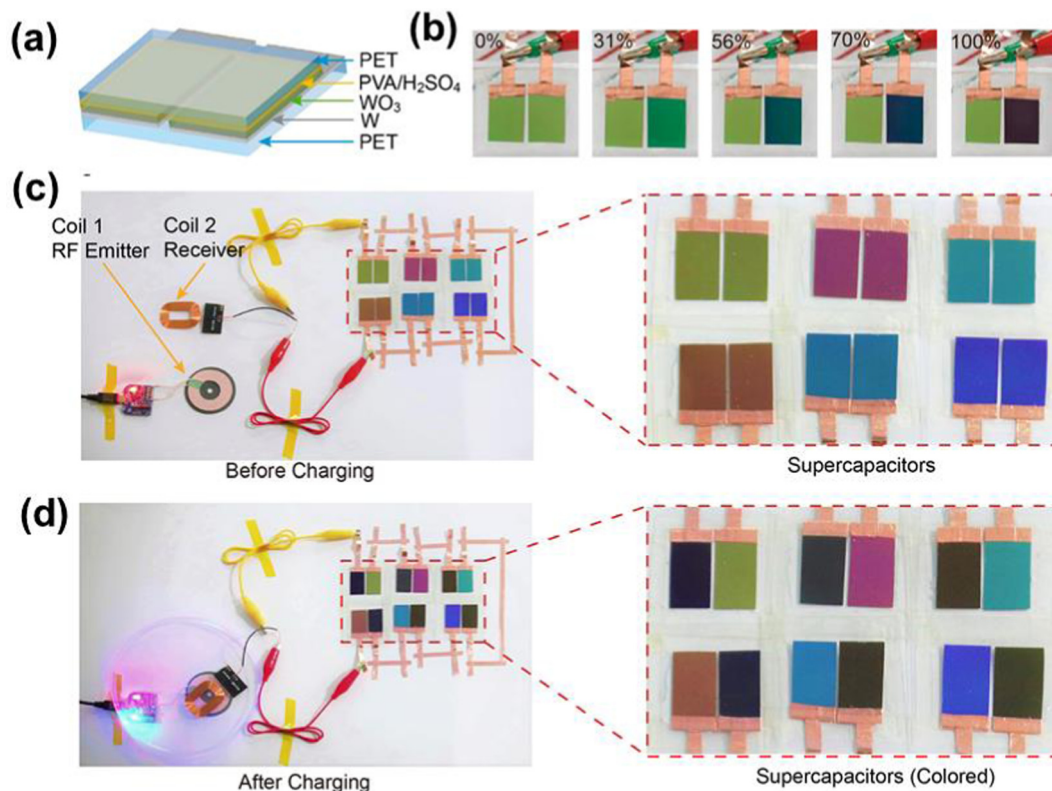 (a)
PET
PVA/H₂SO₄
WO₃
W
PET
(b)
0%
31%
56%
70%
100%
(c)
Coil 1
RF Emitter
Coil 2
Receiver
Before Charging
Supercapacitors
(d)
After Charging
Supercapacitors (Colored)